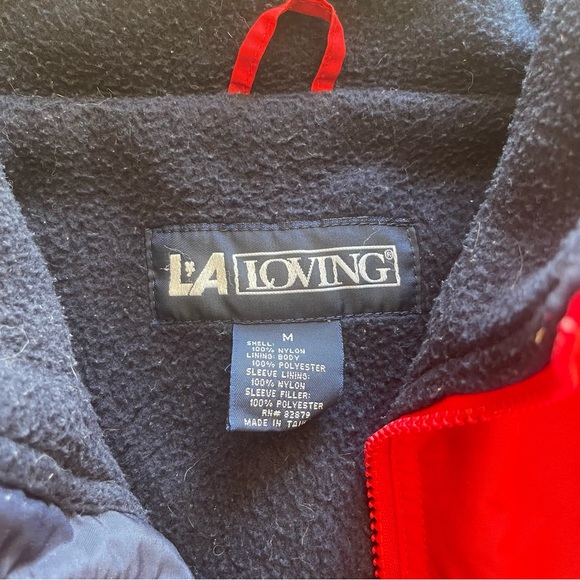 L'A LOVING®
M
SHELL:
100% NYLON
LINING: BODY
100% POLYESTER
SLEEVE LINING:
100% NYLON
SLEEVE FILLER:
100% POLYESTER
RN# 82879
MADE IN